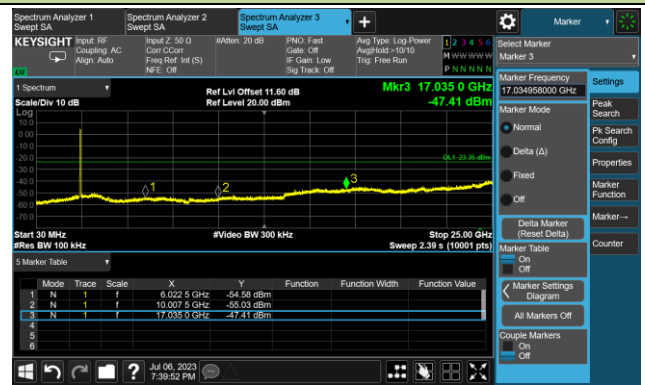 Spectrum Analyzer 1
Swept SA
Spectrum Analyzer 2
Swept SA
Spectrum Analyzer 3
Swept SA
Marker
KEYSIGHT
Input: RF
Coupling: AC
Align: Auto
Input Z: 50 Ω
Corr CCorr
Freq Ref: Int (S)
NFE: Off
#Atten: 20 dB
PNO: Fast
Gate: Off
IF Gain: Low
Sig Track: Off
Avg Type: Log-Power
Avg|Hold:>10/10
Trig: Free Run
1 2 3 4 5 6
M W W W W W
P N N N N N
LXI
Select Marker
Marker 3
1 Spectrum
Scale/Div 10 dB
Log
Ref Lvl Offset 11.60 dB
Ref Level 20.00 dBm
Mkr3 17.035 0 GHz
-47.41 dBm
10.0
0.00
-10.0
-20.0
-30.0
-40.0
-50.0
-60.0
-70.0
DL1 -23.35 dBm
1
2
3
Start 30 MHz
#Res BW 100 kHz
#Video BW 300 kHz
Stop 25.00 GHz
Sweep 2.39 s (10001 pts)
5 Marker Table
Mode Trace Scale X Y Function Function Width Function Value
1 N 1 f 6.022 5 GHz -54.58 dBm
2 N 1 f 10.007 5 GHz -55.03 dBm
3 N 1 f 17.035 0 GHz -47.41 dBm
4
5
6
Marker Frequency
17.034958000 GHz
Marker Mode
Normal
Delta (Δ)
Fixed
Off
Delta Marker
(Reset Delta)
Marker Table
On
Off
Marker Settings
Diagram
All Markers Off
Couple Markers
On
Off
Settings
Peak
Search
Pk Search
Config
Properties
Marker
Function
Marker→
Counter
Jul 06, 2023
7:39:52 PM